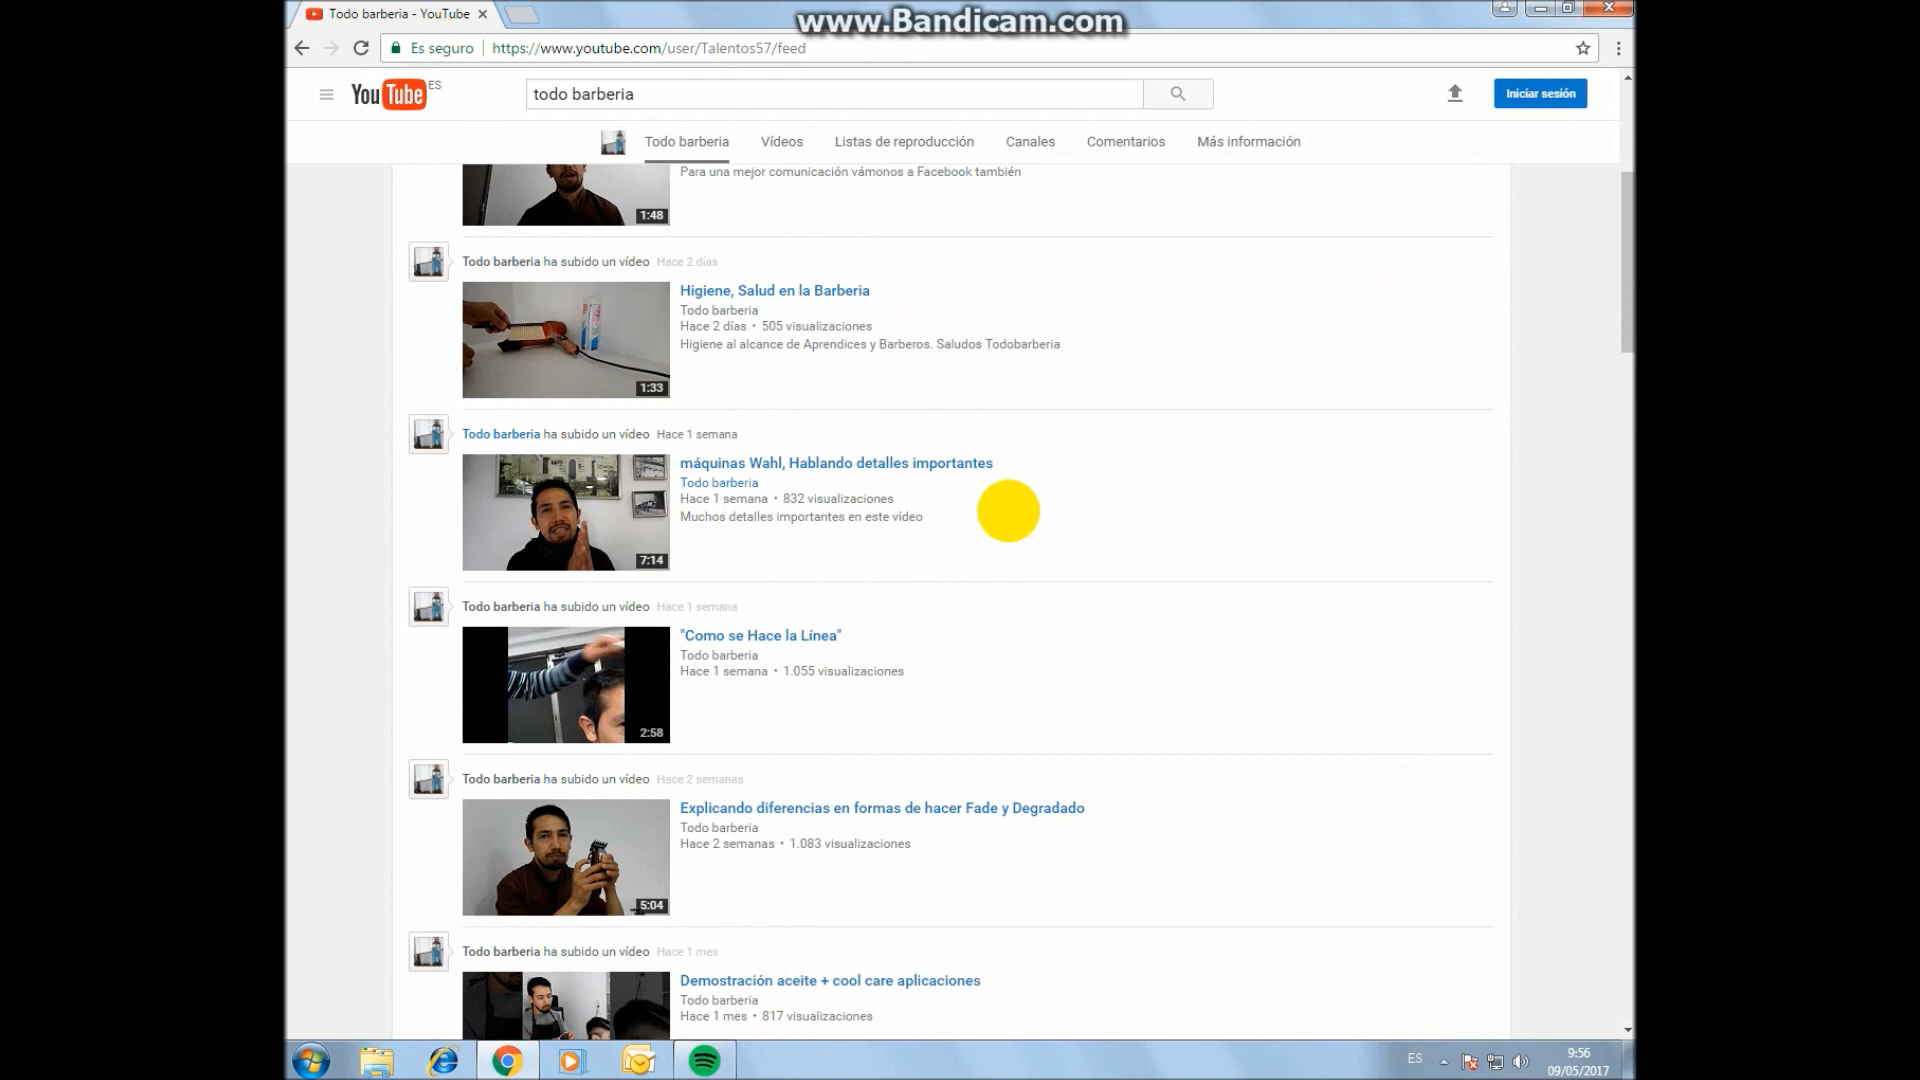 Todo barberia - YouTube
www.Bandicam.com
Es seguro https://www.youtube.com/user/Talentos57/feed
YouTube ES
todo barberia
Iniciar sesión
Todo barberia Vídeos Listas de reproducción Canales Comentarios Más información
Para una mejor comunicación vámonos a Facebook también
1:48
Todo barberia ha subido un vídeo Hace 2 días
Higiene, Salud en la Barberia
Todo barberia
Hace 2 días • 505 visualizaciones
Higiene al alcance de Aprendices y Barberos. Saludos Todobarberia
1:33
Todo barberia ha subido un vídeo Hace 1 semana
máquinas Wahl, Hablando detalles importantes
Todo barberia
Hace 1 semana • 832 visualizaciones
Muchos detalles importantes en este vídeo
7:14
Todo barberia ha subido un vídeo Hace 1 semana
"Como se Hace la Línea"
Todo barberia
Hace 1 semana • 1.055 visualizaciones
2:58
Todo barberia ha subido un vídeo Hace 2 semanas
Explicando diferencias en formas de hacer Fade y Degradado
Todo barberia
Hace 2 semanas • 1.083 visualizaciones
5:04
Todo barberia ha subido un vídeo Hace 1 mes
Demostración aceite + cool care aplicaciones
Todo barberia
Hace 1 mes • 817 visualizaciones
ES
9:56
09/05/2017